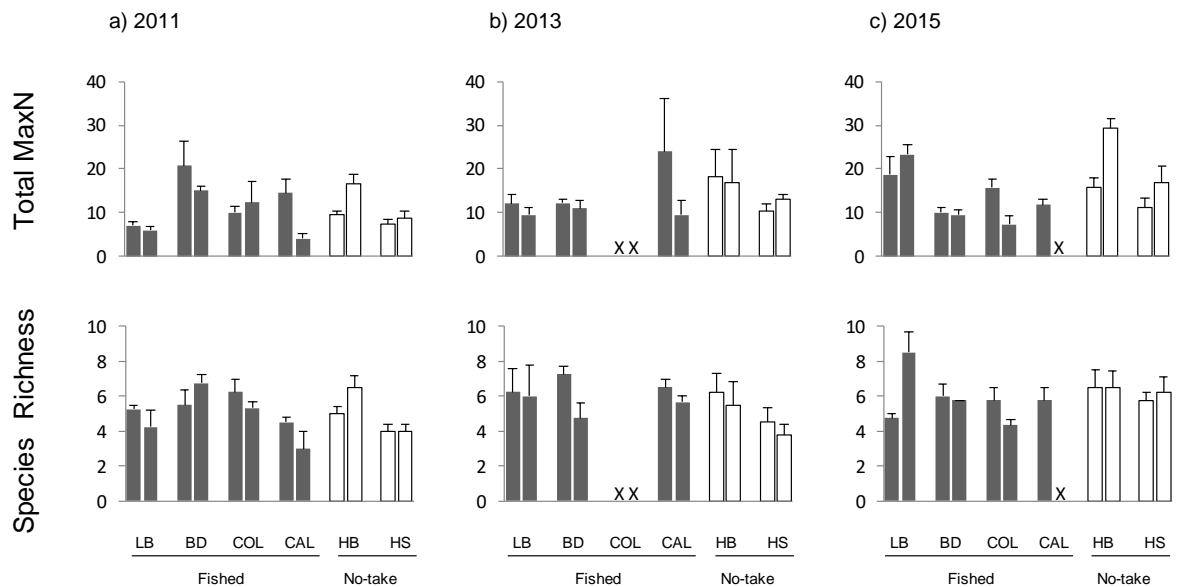 a) 2011 b) 2013 c) 2015
Total MaxN
40 40 40
30 30 30
20 20 20
10 10 10
0 0 0
X X X
Species Richness
10 10 10
8 8 8
6 6 6
4 4 4
2 2 2
0 0 0
X X X
LB BD COL CAL HB HS LB BD COL CAL HB HS LB BD COL CAL HB HS
Fished No-take Fished No-take Fished No-take